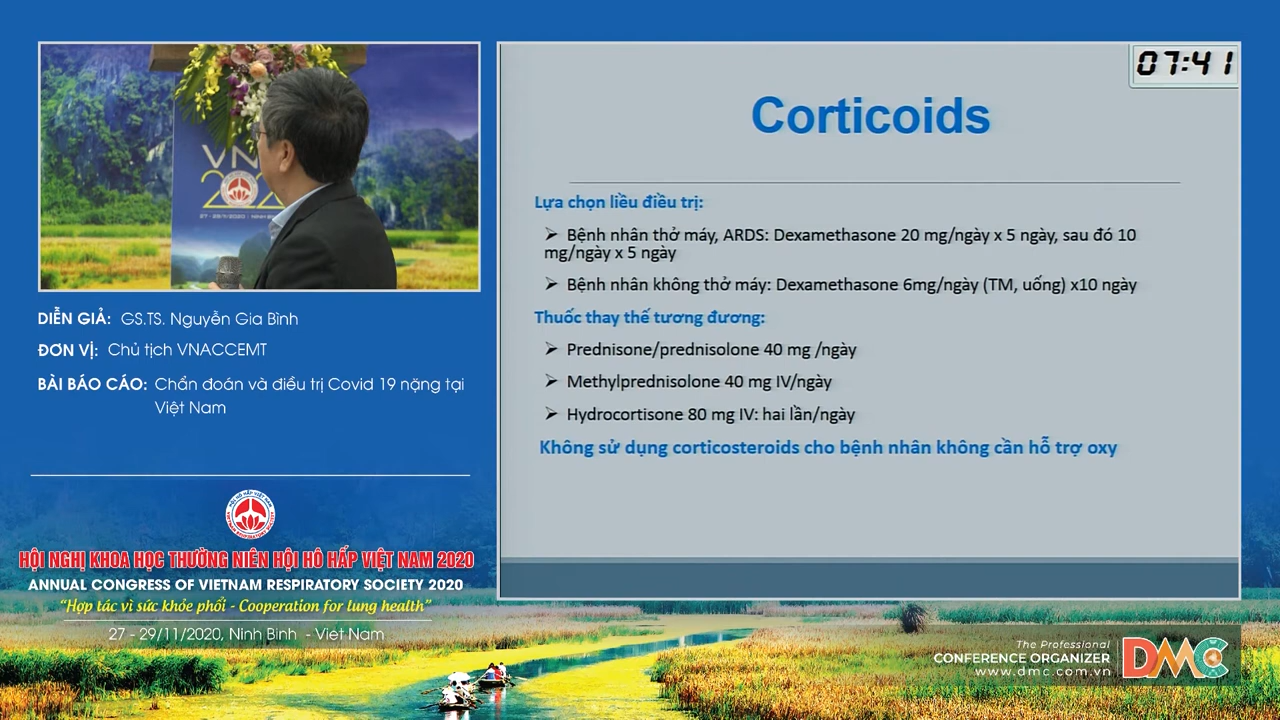 07:41
Corticoids
Lựa chọn liều điều trị:
➢ Bệnh nhân thở máy, ARDS: Dexamethasone 20 mg/ngày x 5 ngày, sau đó 10
mg/ngày x 5 ngày
➢ Bệnh nhân không thở máy: Dexamethasone 6mg/ngày (TM, uống) x10 ngày
Thuốc thay thế tương đương:
➢ Prednisone/prednisolone 40 mg /ngày
➢ Methylprednisolone 40 mg IV/ngày
➢ Hydrocortisone 80 mg IV: hai lần/ngày
Không sử dụng corticosteroids cho bệnh nhân không cần hỗ trợ oxy
DIỄN GIẢ: GS.TS. Nguyễn Gia Bình
ĐƠN VỊ: Chủ tịch VNACCEMT
BÀI BÁO CÁO: Chẩn đoán và điều trị Covid 19 nặng tại
Việt Nam
HỘI NGHỊ KHOA HỌC THƯỜNG NIÊN HỘI HÔ HẤP VIỆT NAM 2020
ANNUAL CONGRESS OF VIETNAM RESPIRATORY SOCIETY 2020
"Hợp tác vì sức khỏe phổi - Cooperation for lung health"
27 - 29/11/2020, Ninh Binh - Viet Nam
The Professional
CONFERENCE ORGANIZER
www.dmc.com.vn
DMC